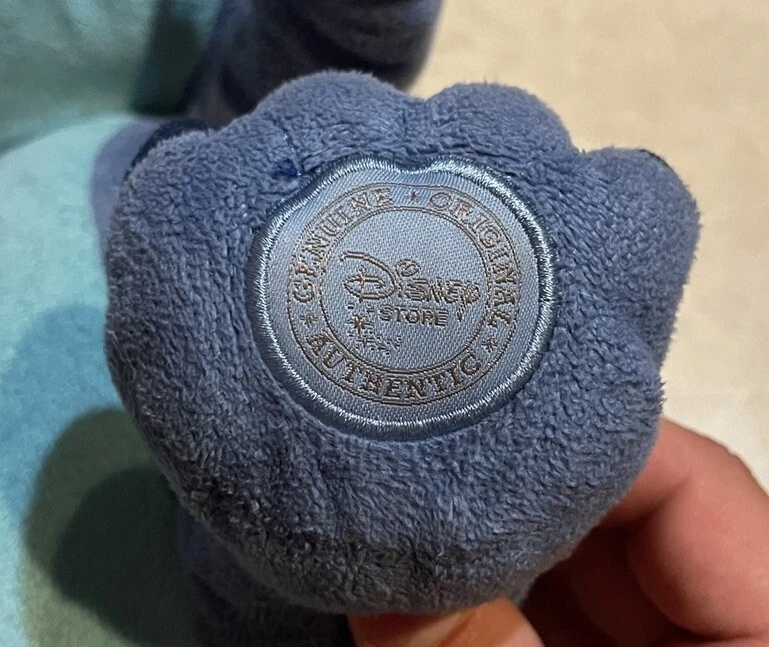 GENUINE ★ ORIGINAL ★ AUTHENTIC ★
Disney
STORE